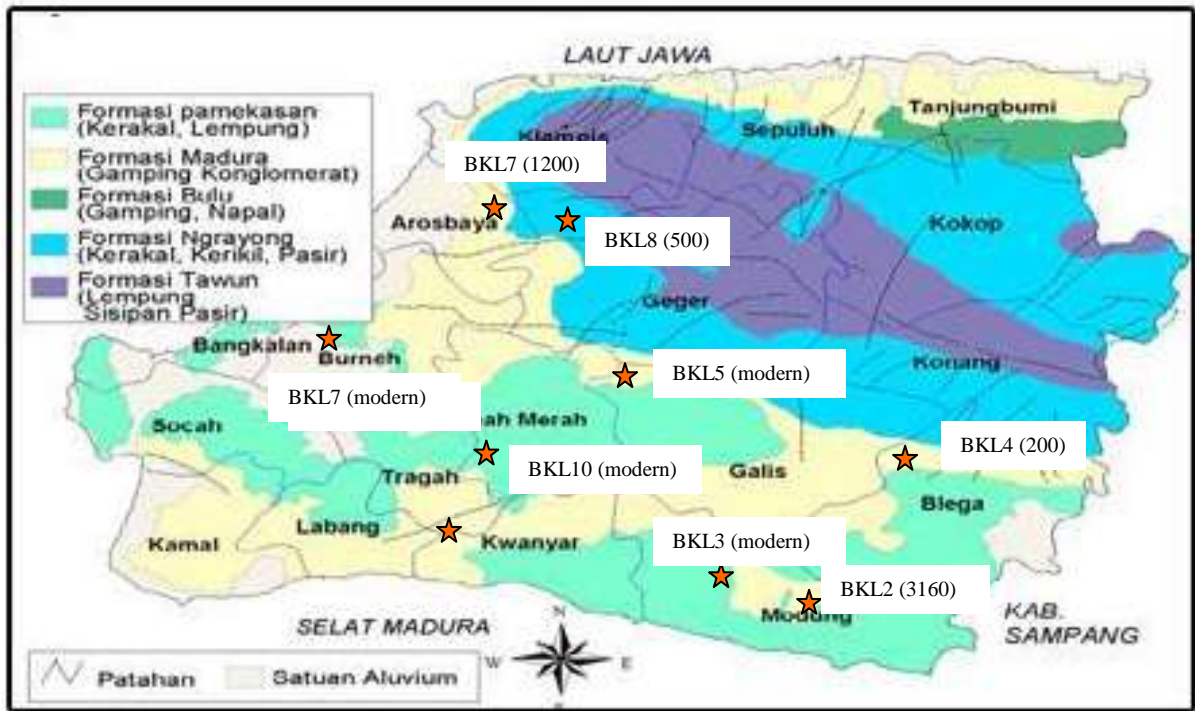 LAUT JAWA
Formasi pamekasan
(Kerakal, Lempung)
Formasi Madura
(Gamping Konglomerat)
Formasi Bulu
(Gamping, Napal)
Formasi Ngrayong
(Kerakal, Kerikil, Pasir)
Formasi Tawun
(Lempung
Sisipan Pasir)
Tanjungbumi
Klampis
Sepuluh
BKL7 (1200)
Arosbaya
BKL8 (500)
Kokop
Geger
Bangkalan
Burneh
Konang
BKL5 (modern)
BKL7 (modern)
Socah
ah Merah
BKL4 (200)
BKL10 (modern)
Tragah
Galis
Blega
Labang
Kamal
Kwanyar
BKL3 (modern)
BKL2 (3160)
Modung
SELAT MADURA
KAB.
SAMPANG
N
W
E
Patahan
Satuan Aluvium